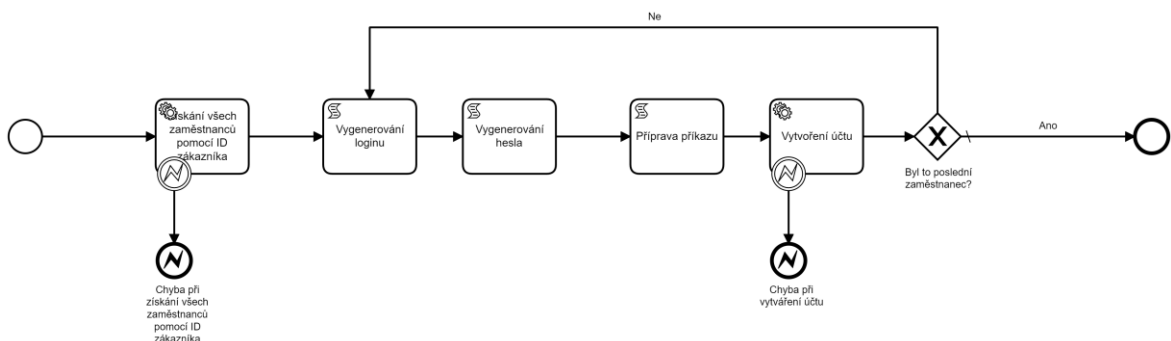 Ne
Získání všech
zaměstnanců
pomocí ID
zákazníka
Vygenerování
loginu
Vygenerování
hesla
Příprava příkazu
Vytvoření účtu
Ano
Byl to poslední
zaměstnanec?
Chyba při
získání všech
zaměstnanců
pomocí ID
zákazníka
Chyba při
vytváření účtu